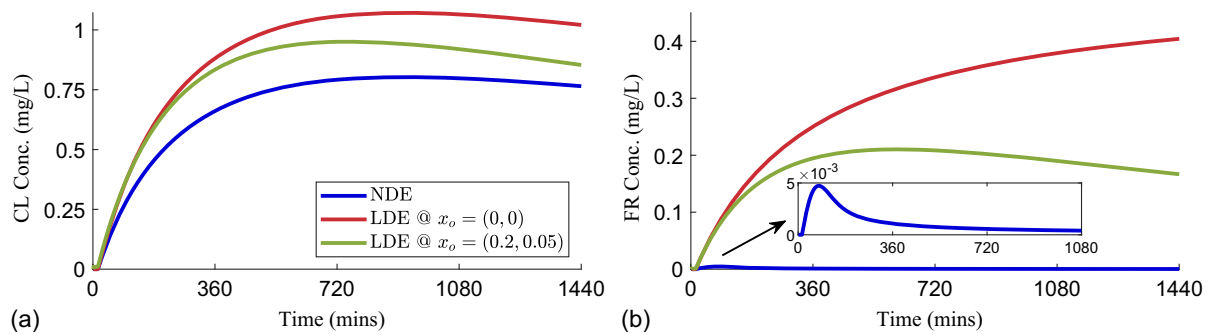 1
0.75
0.5
0.25
0
CL Conc. (mg/L)
NDE
LDE @ x_o = (0, 0)
LDE @ x_o = (0.2, 0.05)
0 360 720 1080 1440
Time (mins)
(a)
0.4
0.3
0.2
0.1
0
FR Conc. (mg/L)
5 ×10^-3
0
0 360 720 1080
0 360 720 1080 1440
Time (mins)
(b)